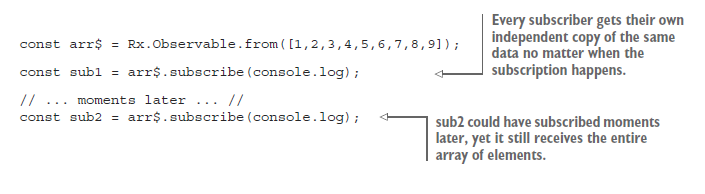 const arr$ = Rx.Observable.from([1,2,3,4,5,6,7,8,9]);
const sub1 = arr$.subscribe(console.log);
// ... moments later ... //
const sub2 = arr$.subscribe(console.log);
Every subscriber gets their own
independent copy of the same
data no matter when the
subscription happens.
sub2 could have subscribed moments
later, yet it still receives the entire
array of elements.